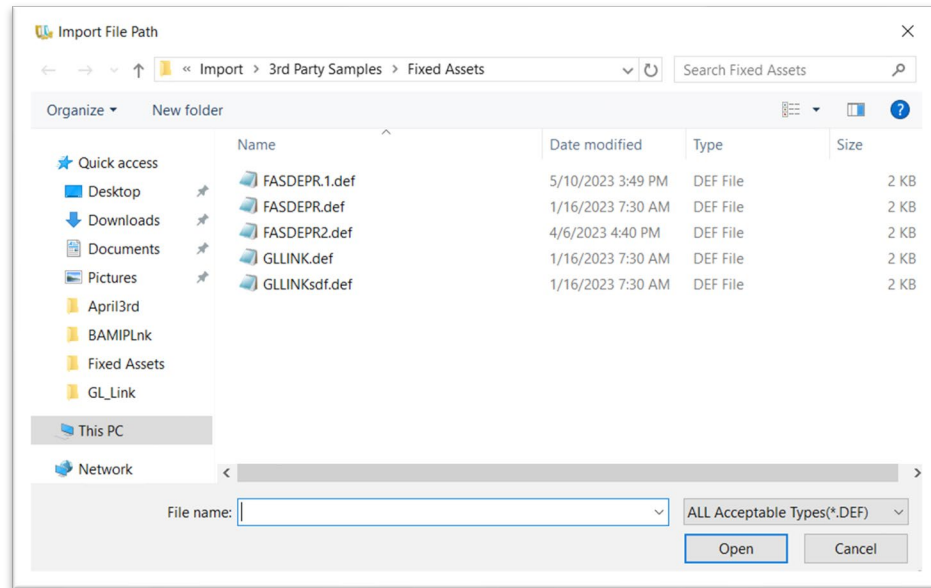 Import File Path
« Import > 3rd Party Samples > Fixed Assets
Search Fixed Assets
Organize
New folder
?
Name Date modified Type Size
Quick access
Desktop
Downloads
Documents
Pictures
April3rd
BAMIPLnk
Fixed Assets
GL_Link
This PC
Network
FASDEPR.1.def 5/10/2023 3:49 PM DEF File 2 KB
FASDEPR.def 1/16/2023 7:30 AM DEF File 2 KB
FASDEPR2.def 4/6/2023 4:40 PM DEF File 2 KB
GLLINK.def 1/16/2023 7:30 AM DEF File 2 KB
GLLINKsdf.def 1/16/2023 7:30 AM DEF File 2 KB
File name:
ALL Acceptable Types(*.DEF)
Open
Cancel